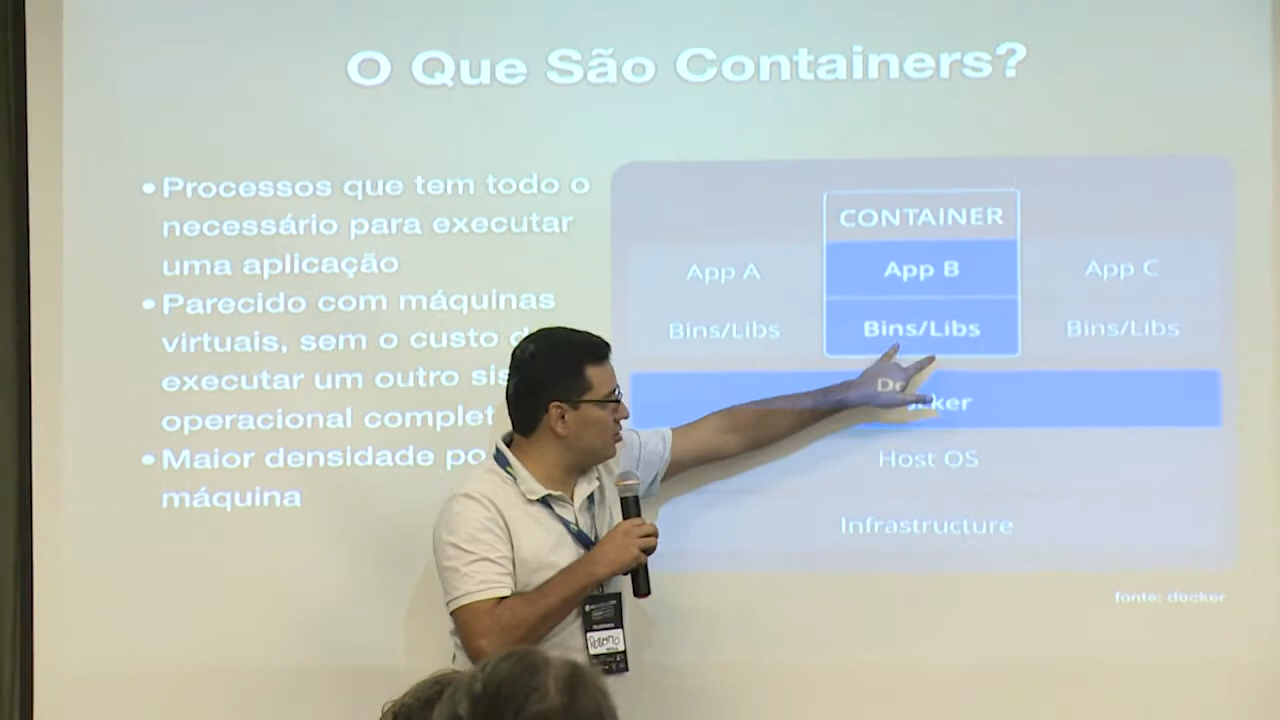 O Que São Containers?
•Processos que tem todo o
necessário para executar
uma aplicação
•Parecido com máquinas
virtuais, sem o custo
executar um outro
operacional complet
•Maior densidade
máquina
CONTAINER
App A
App B
App C
Bins/Libs
Bins/Libs
Bins/Libs
Host OS
Infrastructure
fonte: docker
ROBERTO